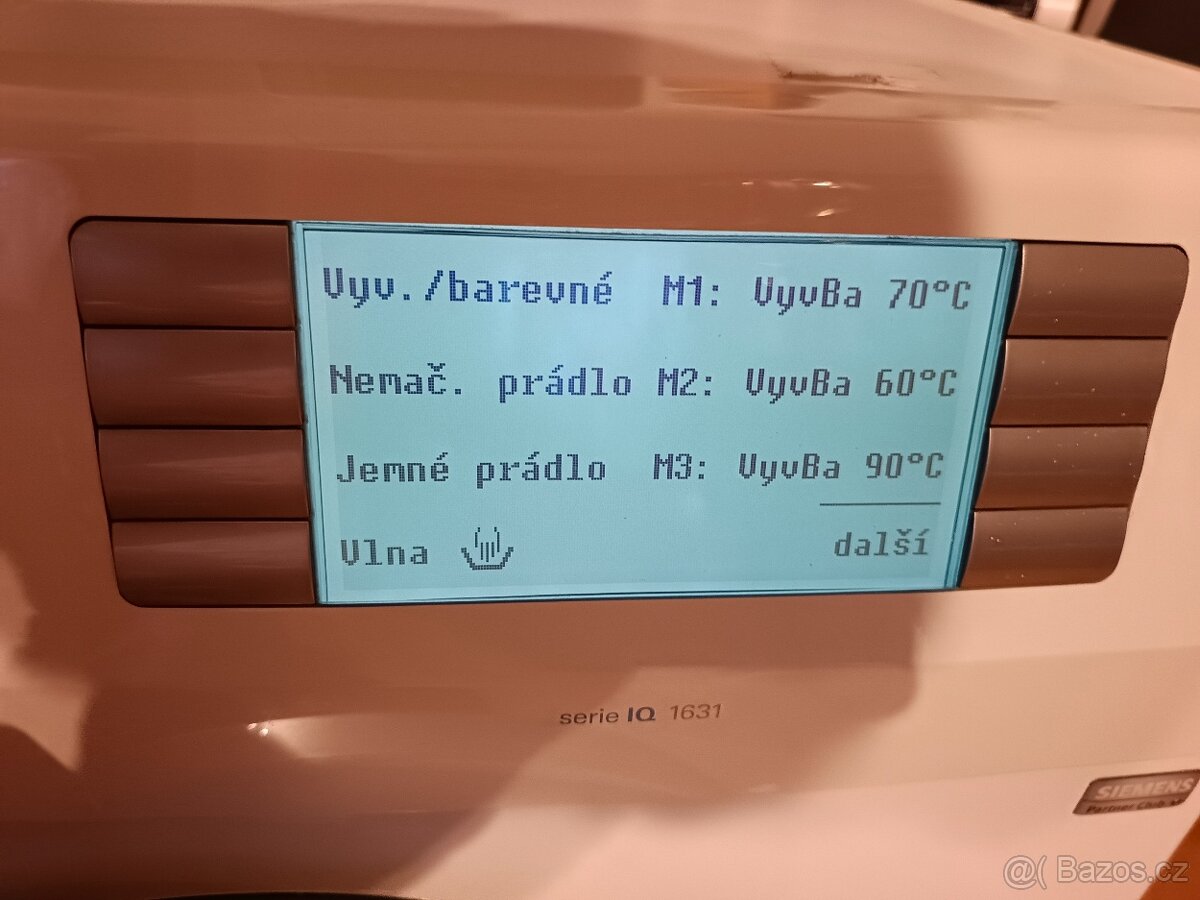 Vyv./barevné M1: VyvBa 70°C
Nemač. prádlo M2: VyvBa 60°C
Jemné prádlo M3: VyvBa 90°C
Vlna další
serie IQ 1631
SIEMENS
Partner Club
@( Bazos.cz